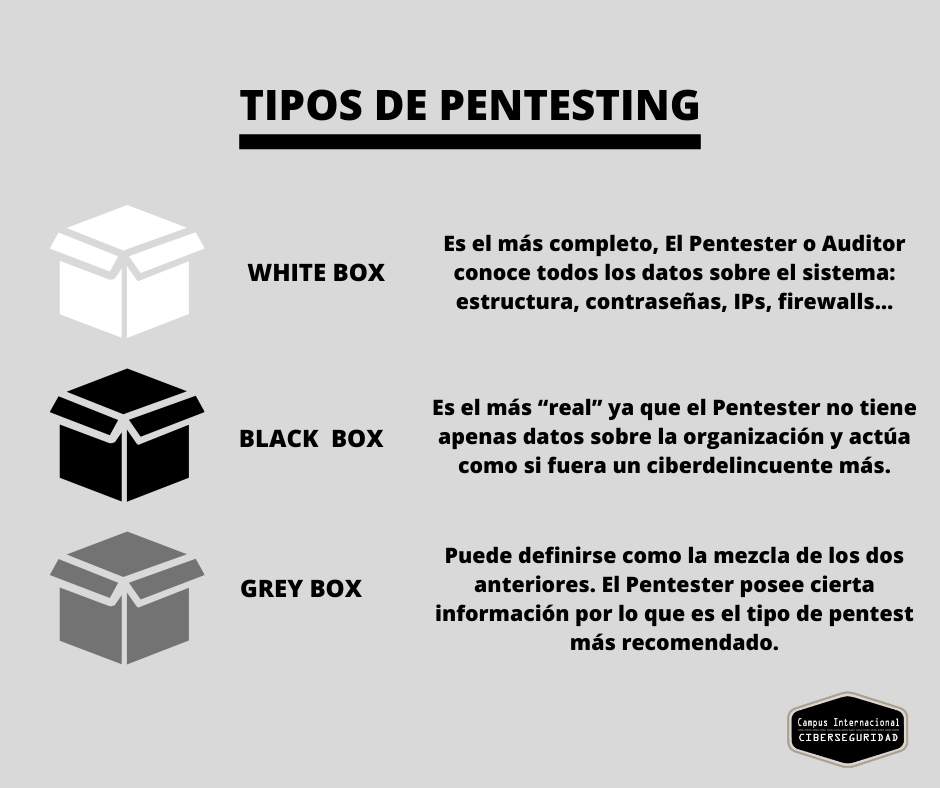 TIPOS DE PENTESTING
WHITE BOX
Es el más completo, El Pentester o Auditor
conoce todos los datos sobre el sistema:
estructura, contraseñas, IPs, firewalls...
BLACK BOX
Es el más “real” ya que el Pentester no tiene
apenas datos sobre la organización y actúa
como si fuera un ciberdelincuente más.
GREY BOX
Puede definirse como la mezcla de los dos
anteriores. El Pentester posee cierta
información por lo que es el tipo de pentest
más recomendado.
Campus Internacional
CIBERSEGURIDAD